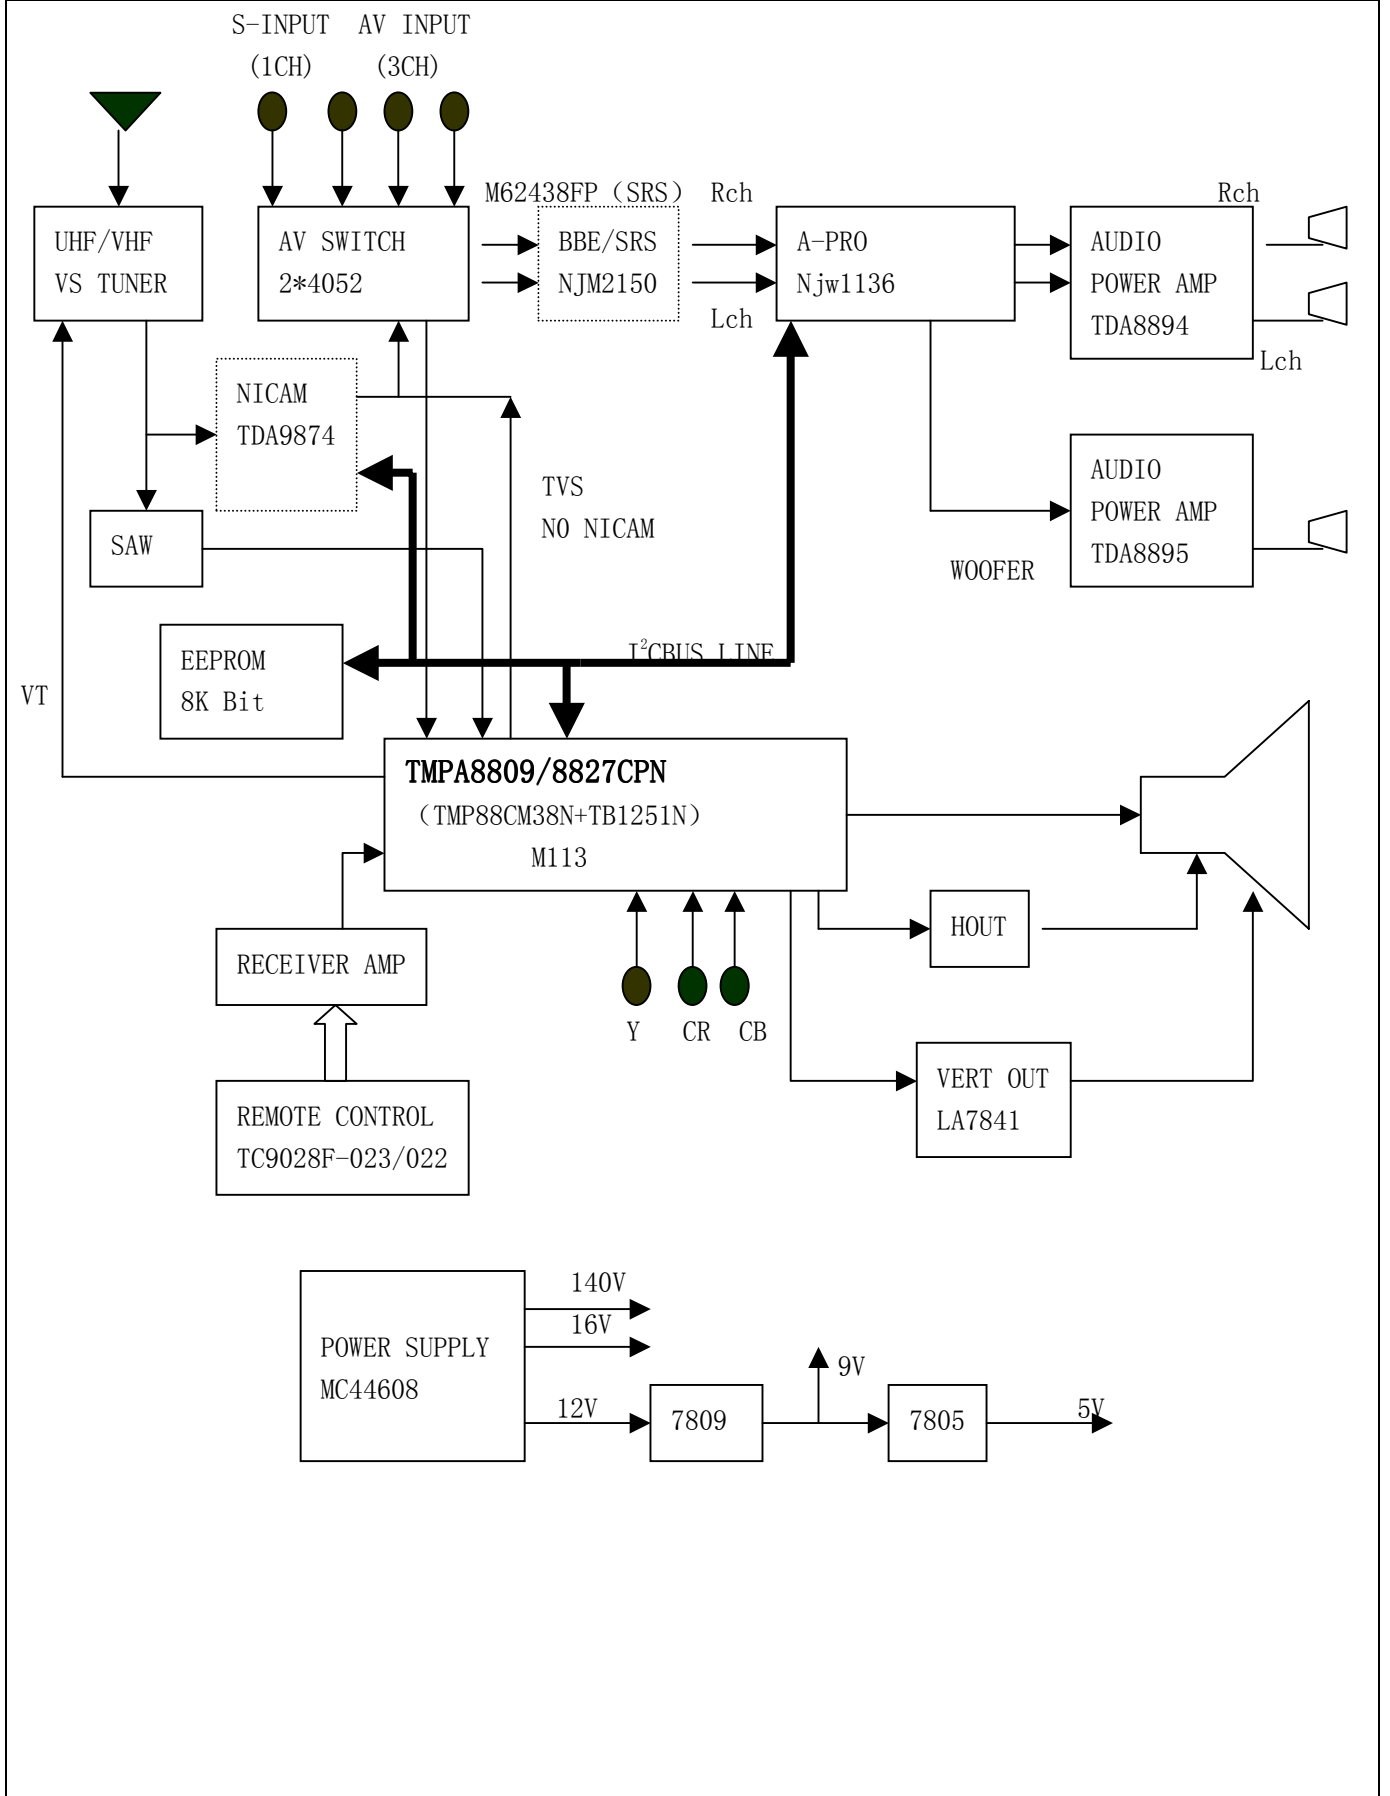 S-INPUT AV INPUT
(1CH) (3CH)
M62438FP（SRS） Rch
Rch
UHF/VHF
VS TUNER
AV SWITCH
2*4052
BBE/SRS
NJM2150
A-PRO
Njw1136
AUDIO
POWER AMP
TDA8894
Lch
Lch
NICAM
TDA9874
TVS
NO NICAM
AUDIO
POWER AMP
TDA8895
SAW
WOOFER
I²CBUS LINE
EEPROM
8K Bit
VT
TMPA8809/8827CPN
（TMP88CM38N+TB1251N）
M113
HOUT
RECEIVER AMP
Y CR CB
VERT OUT
LA7841
REMOTE CONTROL
TC9028F-023/022
140V
16V
POWER SUPPLY
MC44608
12V
7809
9V
7805
5V